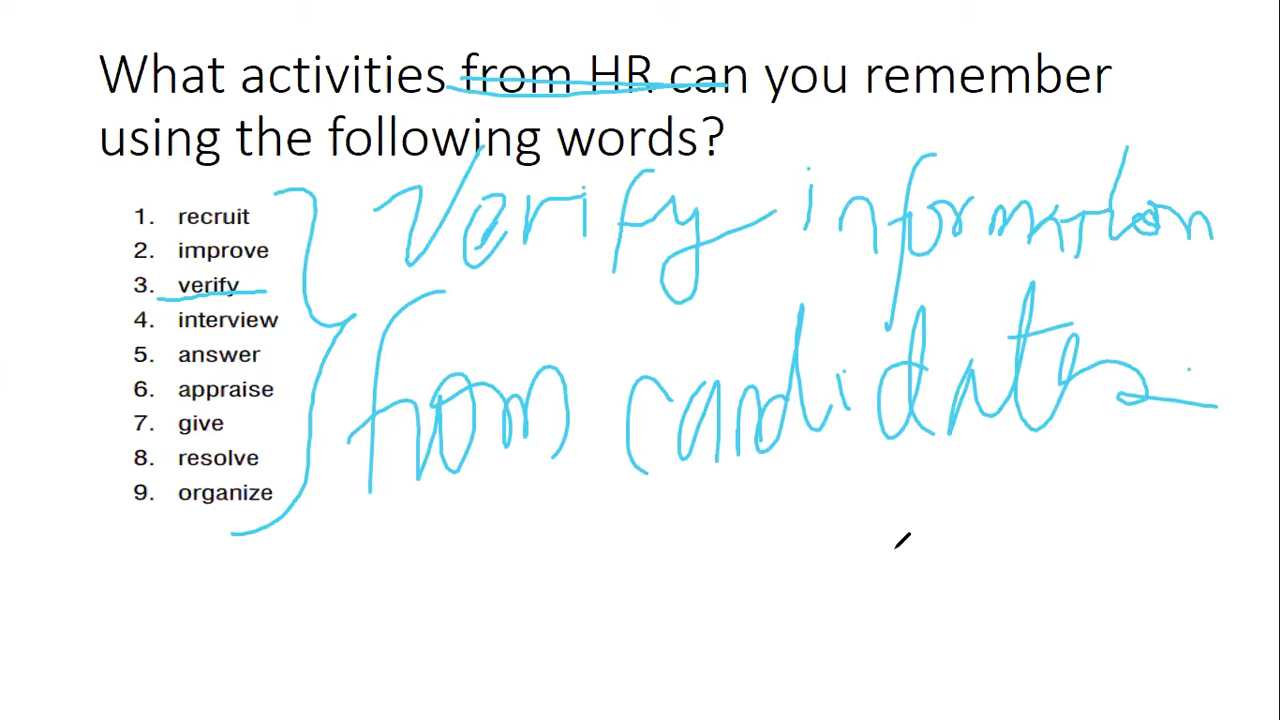 What activities from HR can you remember
using the following words?
1. recruit
2. improve
3. verify
4. interview
5. answer
6. appraise
7. give
8. resolve
9. organize
Verify information
from candidates